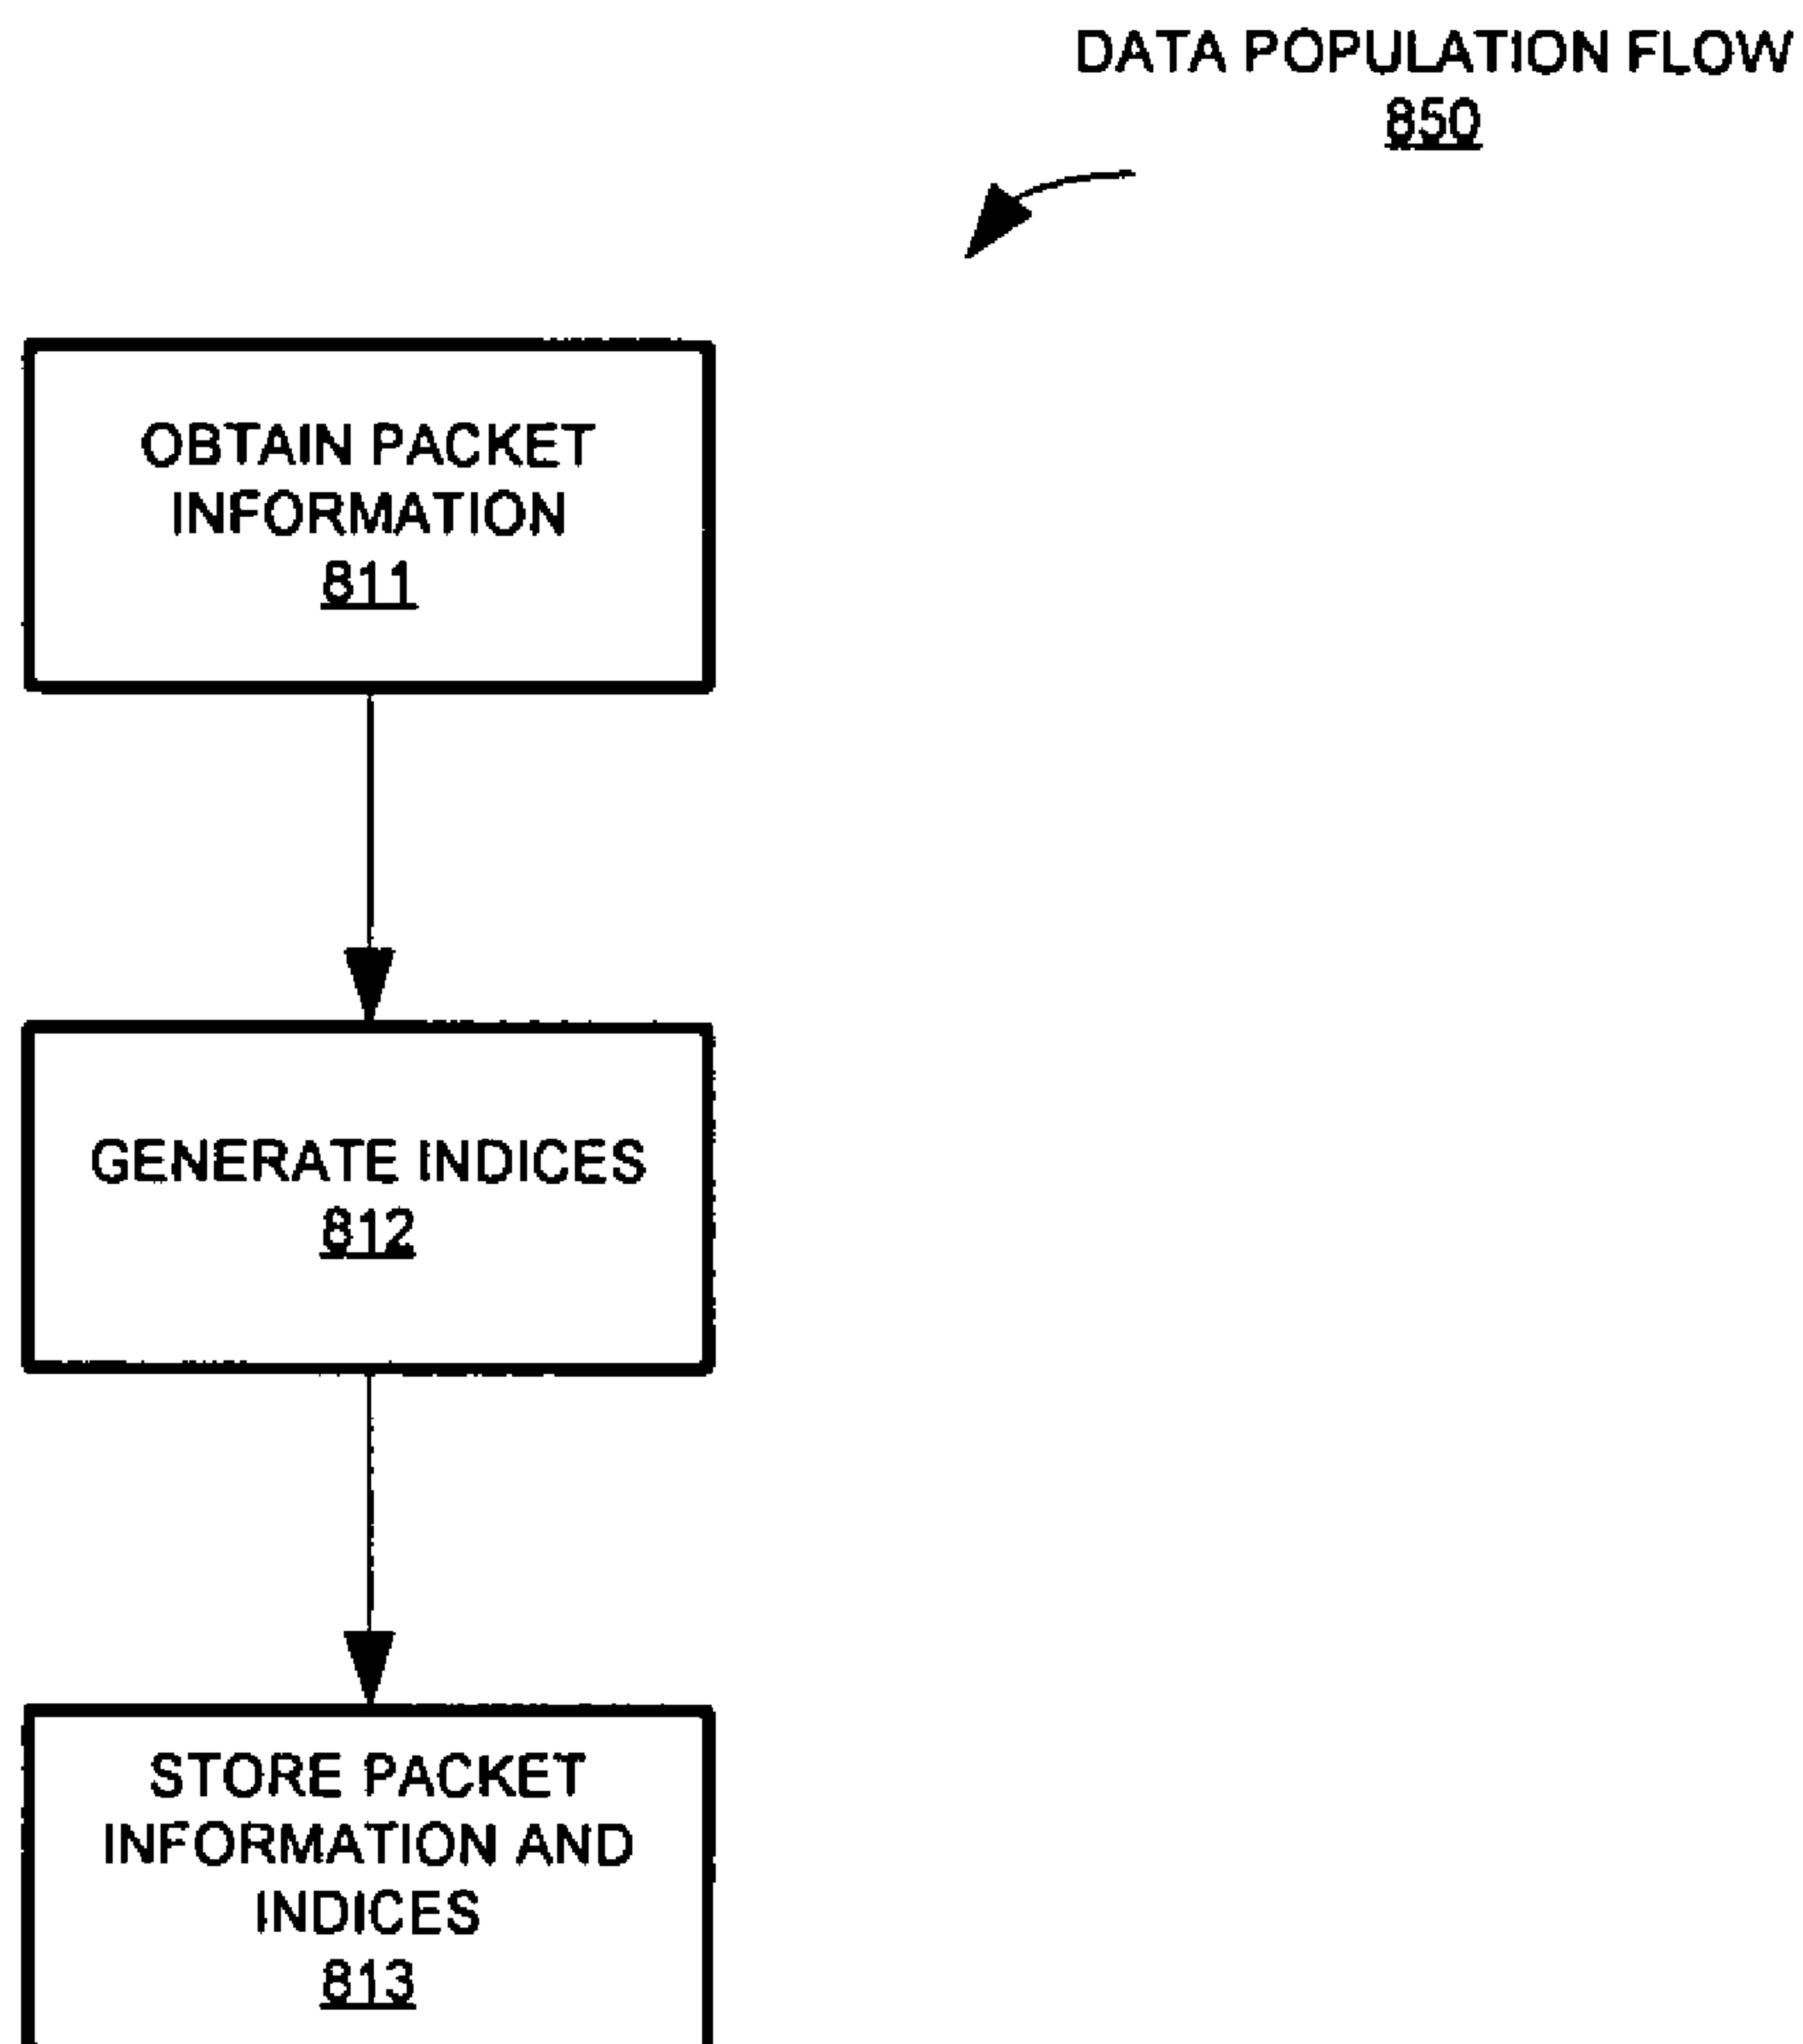 DATA POPULATION FLOW
850
OBTAIN PACKET
INFORMATION
811
GENERATE INDICES
812
STORE PACKET
INFORMATION AND
INDICES
813